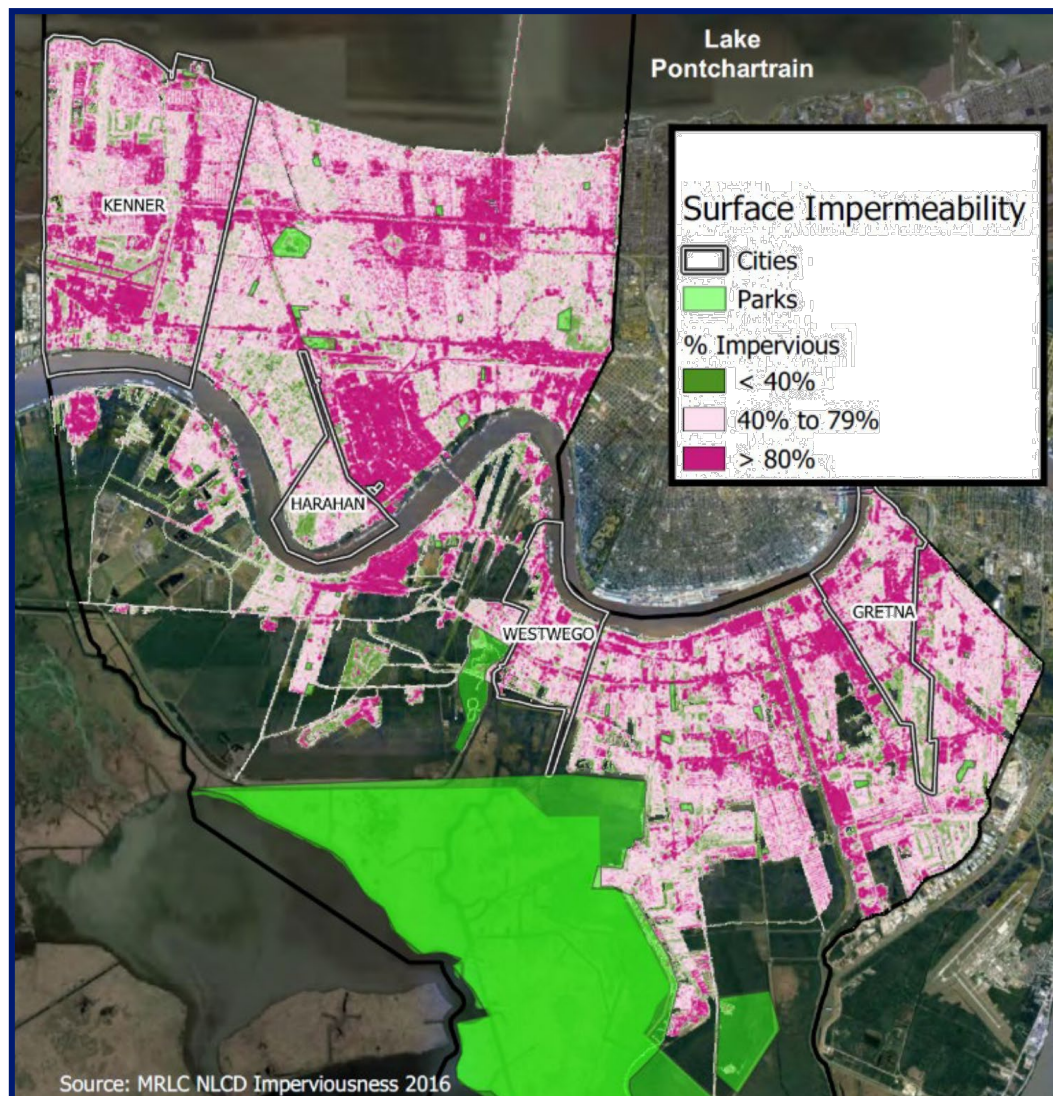 Lake
Pontchartrain
Surface Impermeability
Cities
Parks
% Impervious
< 40%
40% to 79%
> 80%
KENNER
HARAHAN
WESTWEGO
GRETNA
Source: MRLC NLCD Imperviousness 2016